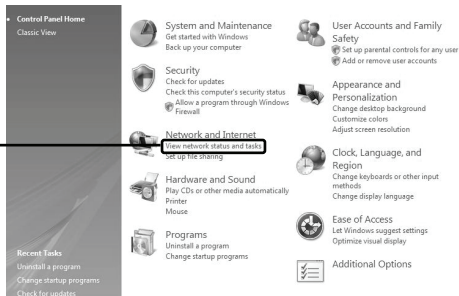 Control Panel Home
Classic View
Recent Tasks
Uninstall a program
Change startup programs
Check for updates
System and Maintenance
Get started with Windows
Back up your computer
Security
Check for updates
Check this computer's security status
Allow a program through Windows
Firewall
Network and Internet
View network status and tasks
Set up file sharing
Hardware and Sound
Play CDs or other media automatically
Printer
Mouse
Programs
Uninstall a program
Change startup programs
User Accounts and Family
Safety
Set up parental controls for any user
Add or remove user accounts
Appearance and
Personalization
Change desktop background
Customize colors
Adjust screen resolution
Clock, Language, and
Region
Change keyboards or other input
methods
Change display language
Ease of Access
Let Windows suggest settings
Optimize visual display
Additional Options